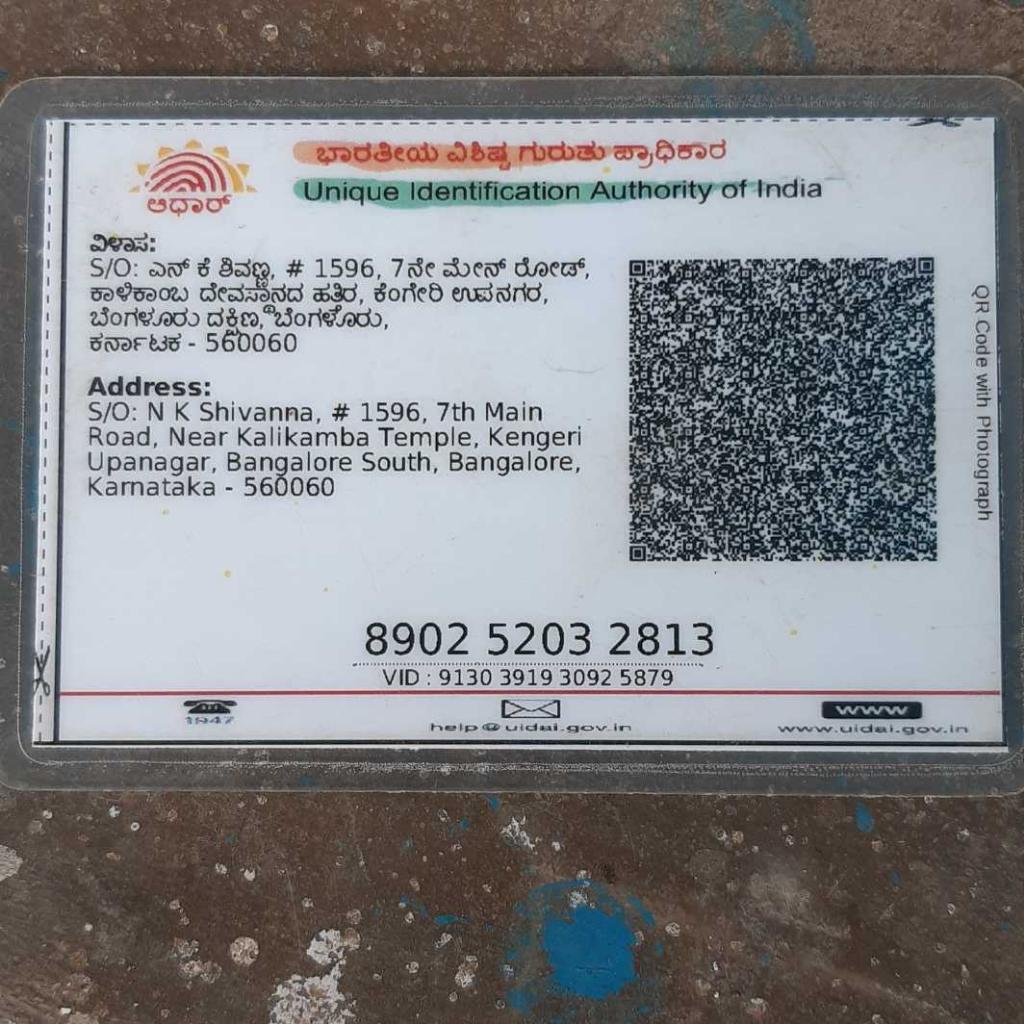 ಆಧಾರ್
ಭಾರತೀಯ ವಿಶಿಷ್ಟ ಗುರುತು ಪ್ರಾಧಿಕಾರ
Unique Identification Authority of India
ವಿಳಾಸ:
S/O: ಎನ್ ಕೆ ಶಿವಣ್ಣ, # 1596, 7ನೇ ಮೇನ್ ರೋಡ್,
ಕಾಳಿಕಾಂಬ ದೇವಸ್ಥಾನದ ಹತ್ತಿರ, ಕೆಂಗೇರಿ ಉಪನಗರ,
ಬೆಂಗಳೂರು ದಕ್ಷಿಣ, ಬೆಂಗಳೊರು,
ಕರ್ನಾಟಕ - 560060
Address:
S/O: N K Shivanna, # 1596, 7th Main
Road, Near Kalikamba Temple, Kengeri
Upanagar, Bangalore South, Bangalore,
Karnataka - 560060
QR Code with Photograph
8902 5203 2813
VID : 9130 3919 3092 5879
1947
help@uidai.gov.in
www
www.uidai.gov.in